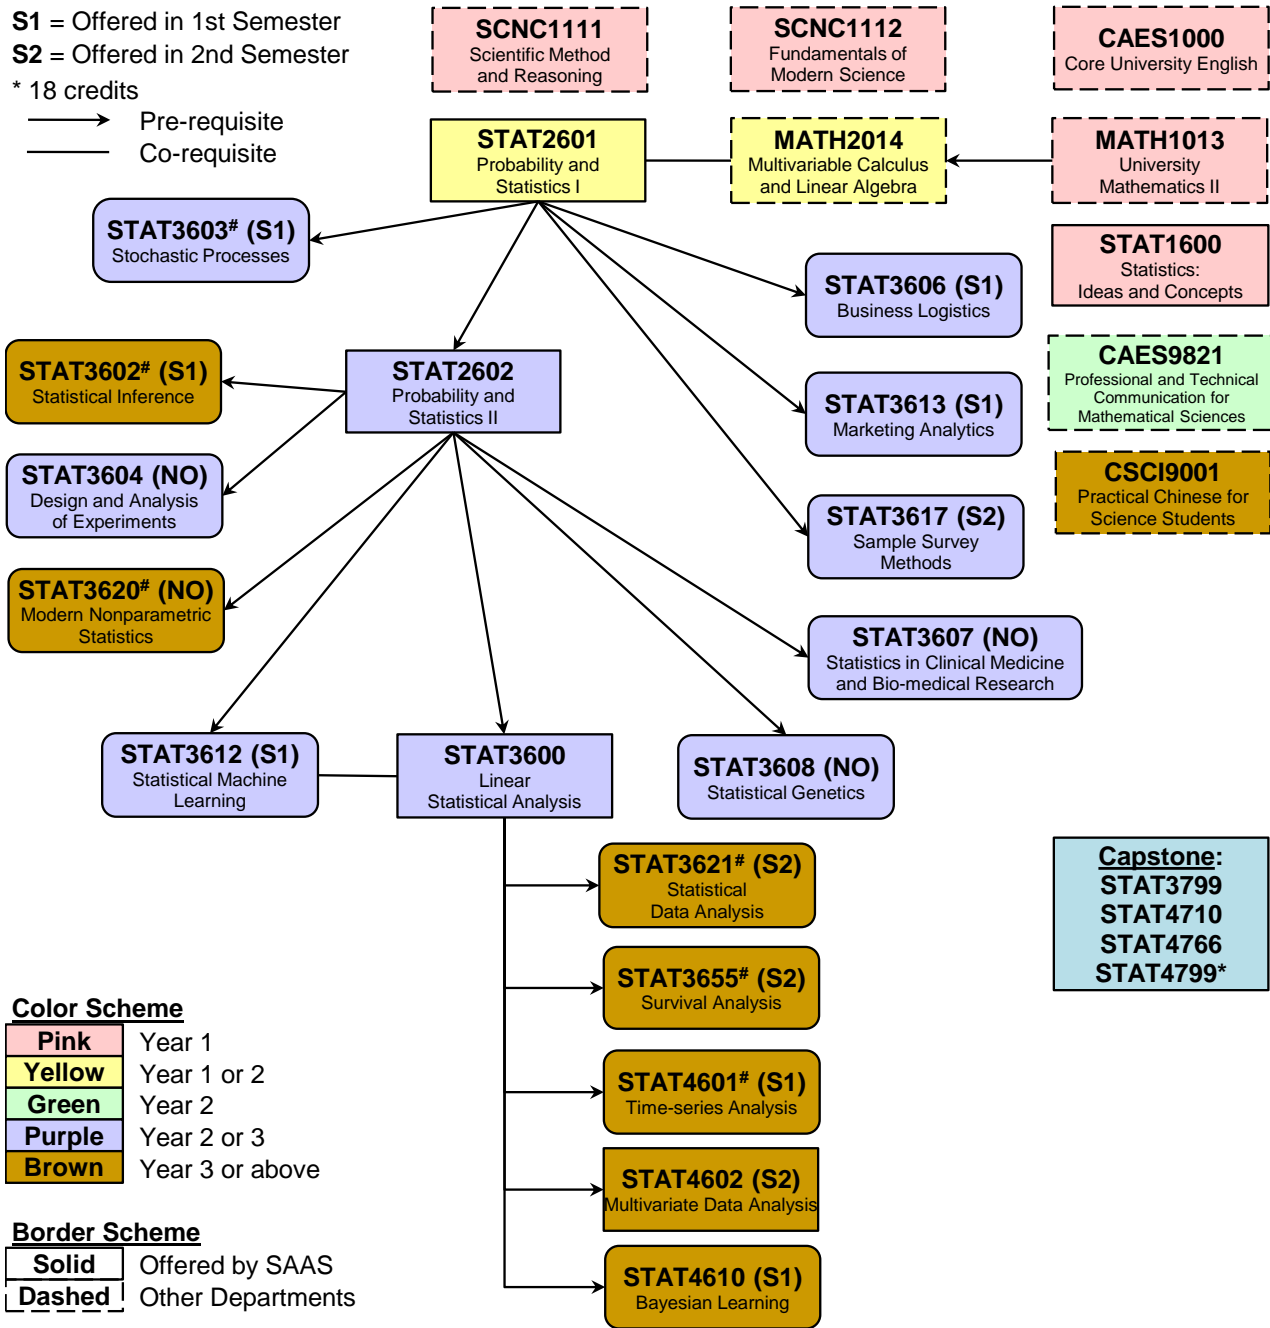 S1 = Offered in 1st Semester
S2 = Offered in 2nd Semester
* 18 credits
Pre-requisite
Co-requisite
SCNC1111
Scientific Method
and Reasoning
SCNC1112
Fundamentals of
Modern Science
CAES1000
Core University English
STAT2601
Probability and
Statistics I
MATH2014
Multivariable Calculus
and Linear Algebra
MATH1013
University
Mathematics II
STAT3603# (S1)
Stochastic Processes
STAT1600
Statistics:
Ideas and Concepts
STAT3606 (S1)
Business Logistics
STAT3602# (S1)
Statistical Inference
STAT2602
Probability and
Statistics II
STAT3613 (S1)
Marketing Analytics
CAES9821
Professional and Technical
Communication for
Mathematical Sciences
STAT3604 (NO)
Design and Analysis
of Experiments
STAT3617 (S2)
Sample Survey
Methods
CSCI9001
Practical Chinese for
Science Students
STAT3620# (NO)
Modern Nonparametric
Statistics
STAT3607 (NO)
Statistics in Clinical Medicine
and Bio-medical Research
STAT3612 (S1)
Statistical Machine
Learning
STAT3600
Linear
Statistical Analysis
STAT3608 (NO)
Statistical Genetics
STAT3621# (S2)
Statistical
Data Analysis
Capstone:
STAT3799
STAT4710
STAT4766
STAT4799*
STAT3655# (S2)
Survival Analysis
STAT4601# (S1)
Time-series Analysis
STAT4602 (S2)
Multivariate Data Analysis
STAT4610 (S1)
Bayesian Learning
Color Scheme
Pink Year 1
Yellow Year 1 or 2
Green Year 2
Purple Year 2 or 3
Brown Year 3 or above
Border Scheme
Solid Offered by SAAS
Dashed Other Departments